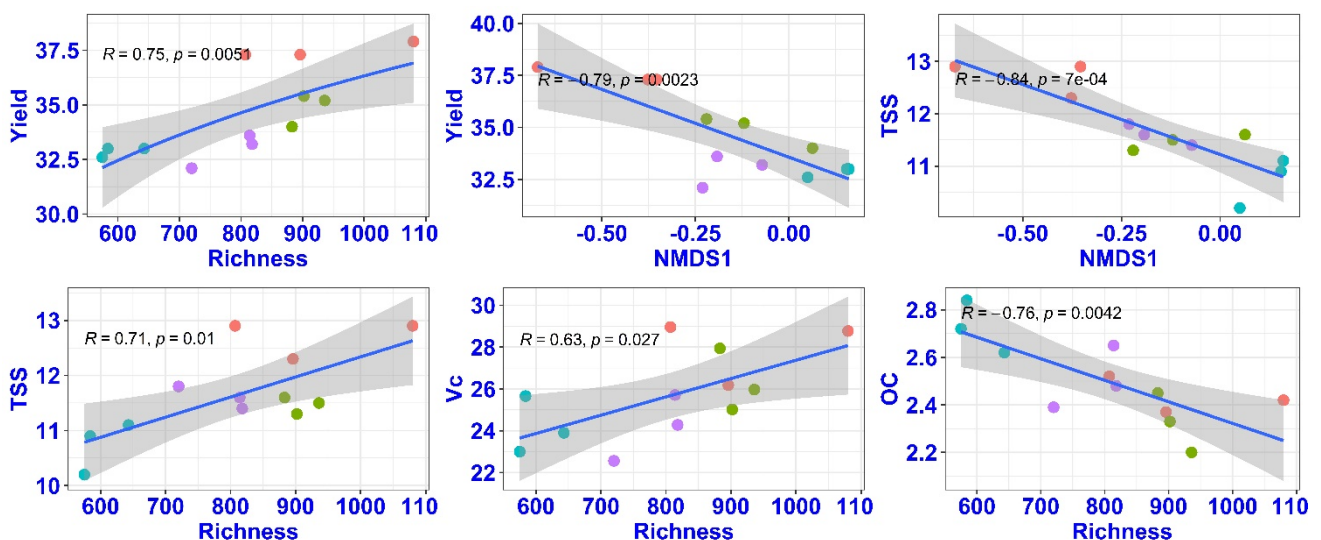 Yield
37.5
35.0
32.5
30.0
R = 0.75, p = 0.0051
600 700 800 900 1000 110
Richness
Yield
40.0
37.5
35.0
32.5
R = −0.79, p = 0.0023
-0.50 -0.25 0.00
NMDS1
TSS
13
12
11
R = −0.84, p = 7e-04
-0.50 -0.25 0.00
NMDS1
TSS
13
12
11
10
R = 0.71, p = 0.01
600 700 800 900 1000 110
Richness
Vc
30
28
26
24
22
R = 0.63, p = 0.027
600 700 800 900 1000 110
Richness
OC
2.8
2.6
2.4
2.2
R = −0.76, p = 0.0042
600 700 800 900 1000 110
Richness